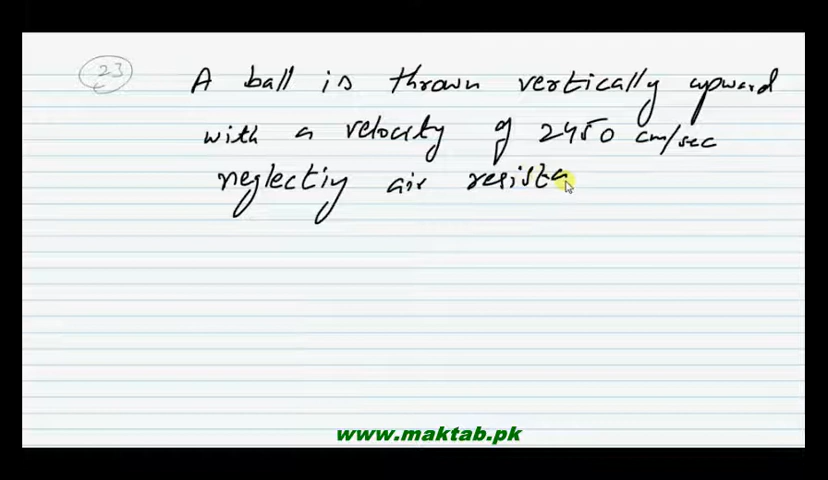 23
A ball is thrown vertically upward
with a velocity of 2450 cm/sec
neglecting air resista
www.maktab.pk